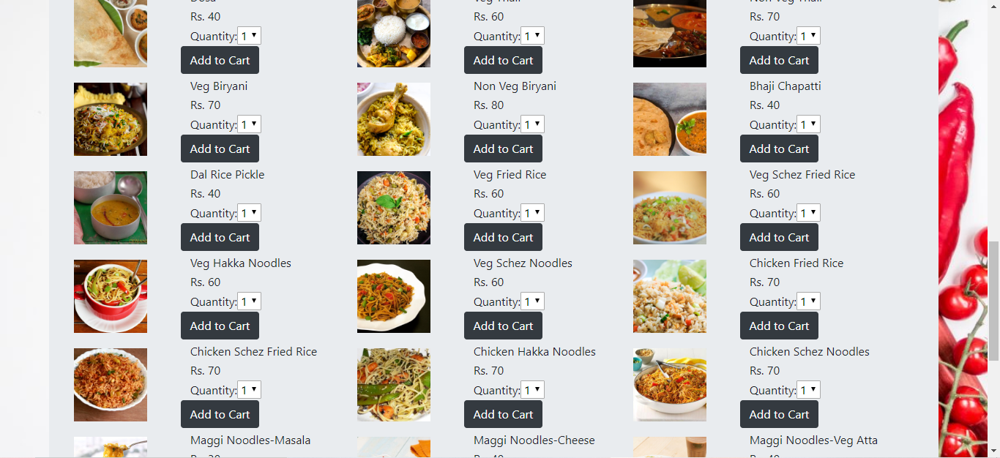 Dosa Veg Thali Non Veg Thali
Rs. 40 Rs. 60 Rs. 70
Quantity: 1 Quantity: 1 Quantity: 1
Add to Cart Add to Cart Add to Cart
Veg Biryani Non Veg Biryani Bhaji Chapatti
Rs. 70 Rs. 80 Rs. 40
Quantity: 1 Quantity: 1 Quantity: 1
Add to Cart Add to Cart Add to Cart
Dal Rice Pickle Veg Fried Rice Veg Schez Fried Rice
Rs. 40 Rs. 60 Rs. 60
Quantity: 1 Quantity: 1 Quantity: 1
Add to Cart Add to Cart Add to Cart
Veg Hakka Noodles Veg Schez Noodles Chicken Fried Rice
Rs. 60 Rs. 60 Rs. 70
Quantity: 1 Quantity: 1 Quantity: 1
Add to Cart Add to Cart Add to Cart
Chicken Schez Fried Rice Chicken Hakka Noodles Chicken Schez Noodles
Rs. 70 Rs. 70 Rs. 70
Quantity: 1 Quantity: 1 Quantity: 1
Add to Cart Add to Cart Add to Cart
Maggi Noodles-Masala Maggi Noodles-Cheese Maggi Noodles-Veg Atta